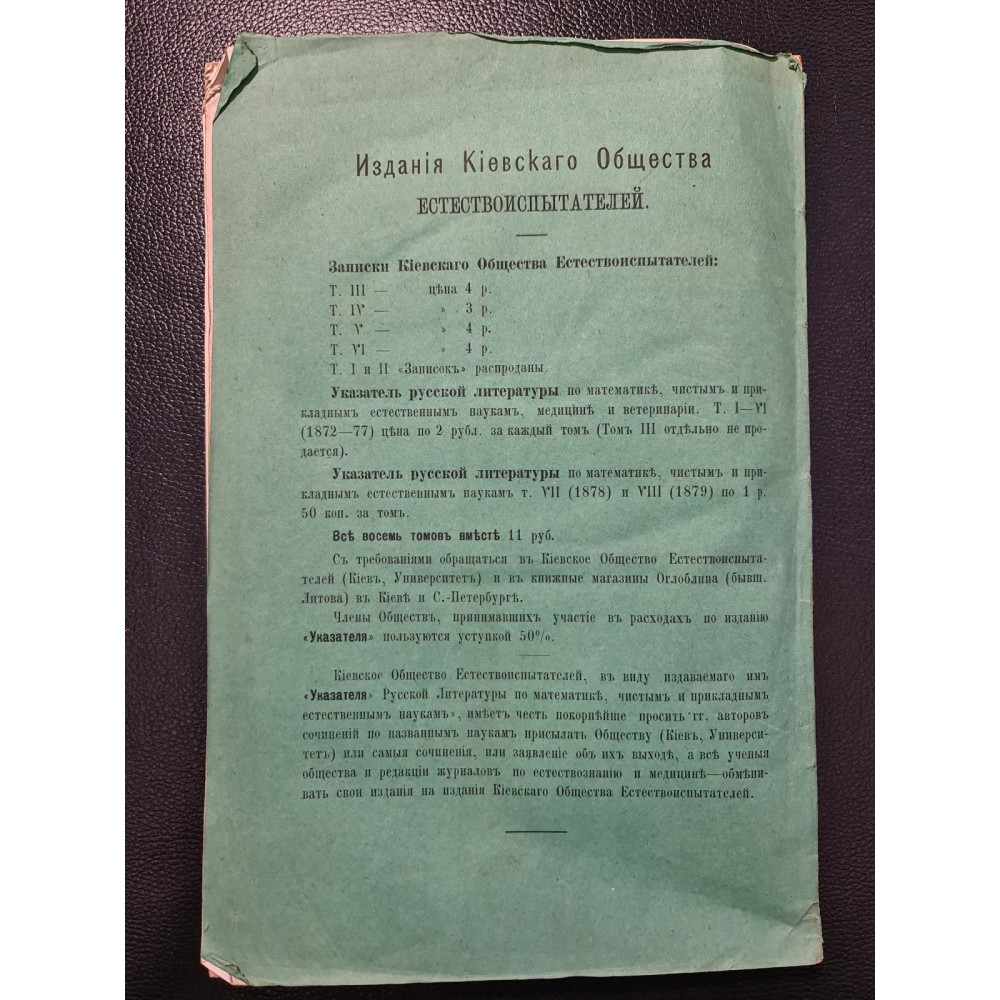 Изданія Кіевскаго Общества
ЕСТЕСТВОИСПЫТАТЕЛЕЙ.
Записки Кіевскаго Общества Естествоиспытателей:
Т. III — цѣна 4 р.
Т. IV — » 3 р.
Т. V — » 4 р.
Т. VI — » 4 р.
Т. I и II «Записокъ» распроданы.
Указатель русской литературы по математикѣ, чистымъ и при-
кладнымъ естественнымъ наукамъ, медицинѣ и ветеринаріи. Т. I—VI
(1872—77) цѣна по 2 рубл. за каждый томъ (Томъ III отдѣльно не про-
дается).
Указатель русской литературы по математикѣ, чистымъ и при-
кладнымъ естественнымъ наукамъ т. VII (1878) и VIII (1879) по 1 р.
50 коп. за томъ.
Всѣ восемь томовъ вмѣстѣ 11 руб.
Съ требованіями обращаться въ Кіевское Общество Естествоиспыта-
телей (Кіевъ, Университетъ) и въ книжные магазины Оглоблина (бывш.
Литова) въ Кіевѣ и С.-Петербургѣ.
Члены Обществъ, принимавшихъ участіе въ расходахъ по изданію
«Указателя» пользуются уступкой 50%.
Кіевское Общество Естествоиспытателей, въ виду издаваемаго имъ
«Указателя» Русской Литературы по математикѣ, чистымъ и прикладнымъ
естественнымъ наукамъ», имѣетъ честь покорнѣйше просить гг. авторовъ
сочиненій по названнымъ наукамъ присылать Обществу (Кіевъ, Универси-
тетъ) или самыя сочиненія, или заявленіе объ ихъ выходѣ, а всѣ ученыя
общества и редакціи журналовъ по естествознанію и медицинѣ—обмѣни-
вать свои изданія на изданія Кіевскаго Общества Естествоиспытателей.